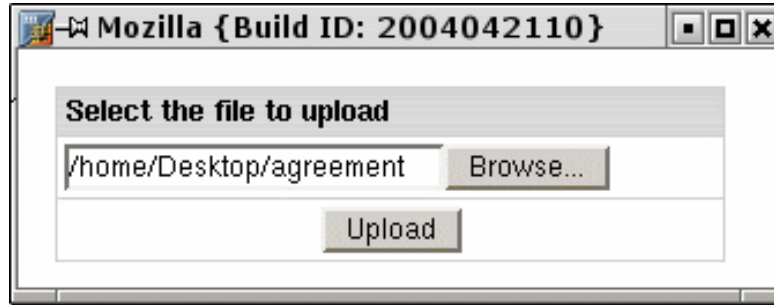 Mozilla {Build ID: 2004042110}
Select the file to upload
/home/Desktop/agreement Browse...
Upload